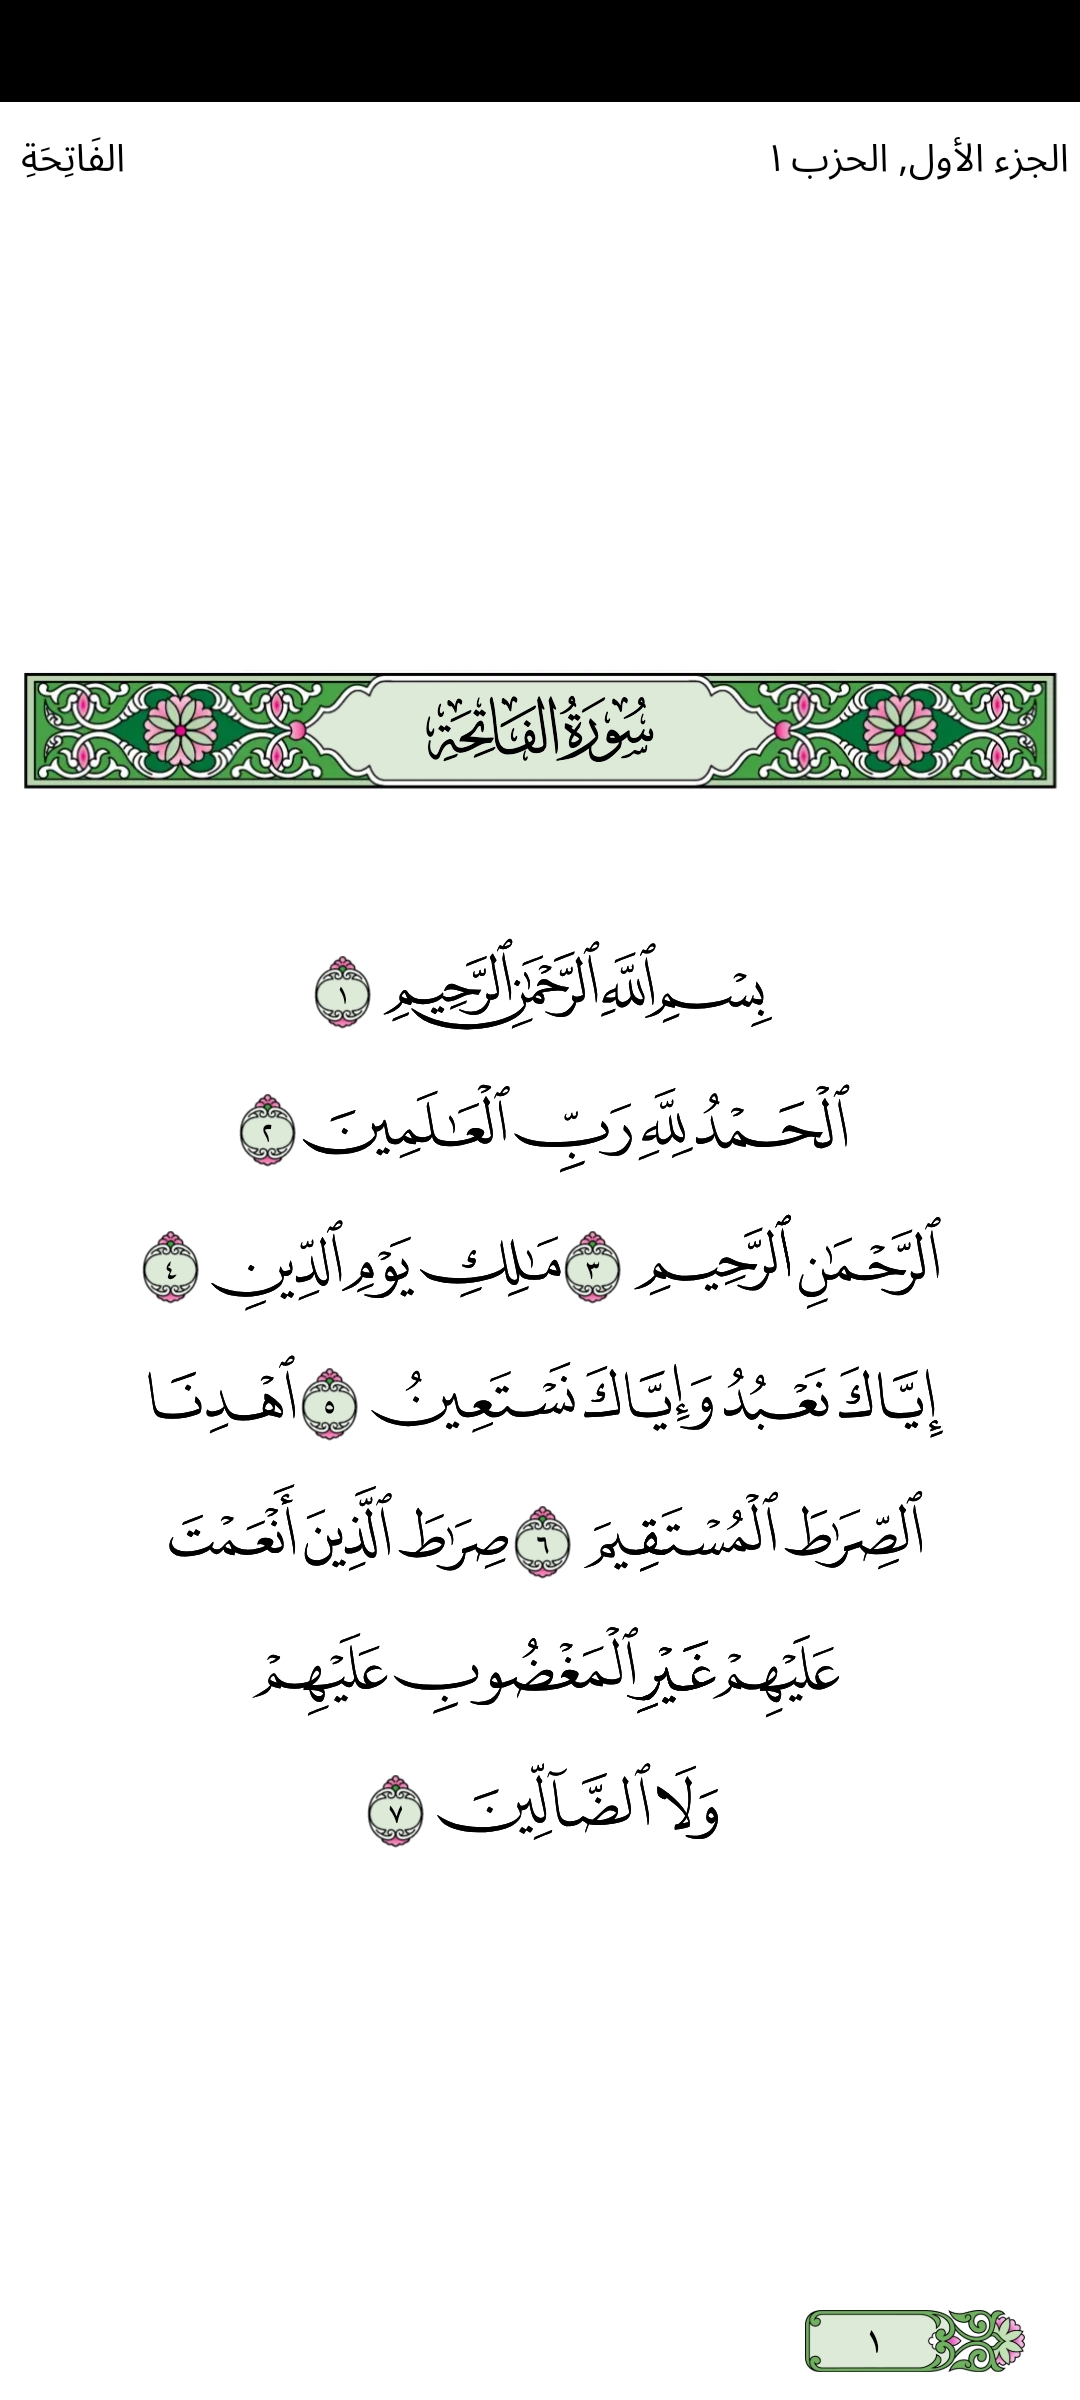 الجزء الأول, الحزب ١
الفَاتِحَةِ
سُورَةُ الفَاتِحَةِ
بِسۡمِ ٱللَّهِ ٱلرَّحۡمَٰنِ ٱلرَّحِيمِ ١
ٱلۡحَمۡدُ لِلَّهِ رَبِّ ٱلۡعَٰلَمِينَ ٢
ٱلرَّحۡمَٰنِ ٱلرَّحِيمِ ٣ مَٰلِكِ يَوۡمِ ٱلدِّينِ ٤
إِيَّاكَ نَعۡبُدُ وَإِيَّاكَ نَسۡتَعِينُ ٥ ٱهۡدِنَا
ٱلصِّرَٰطَ ٱلۡمُسۡتَقِيمَ ٦ صِرَٰطَ ٱلَّذِينَ أَنۡعَمۡتَ
عَلَيۡهِمۡ غَيۡرِ ٱلۡمَغۡضُوبِ عَلَيۡهِمۡ
وَلَا ٱلضَّآلِّينَ ٧
١